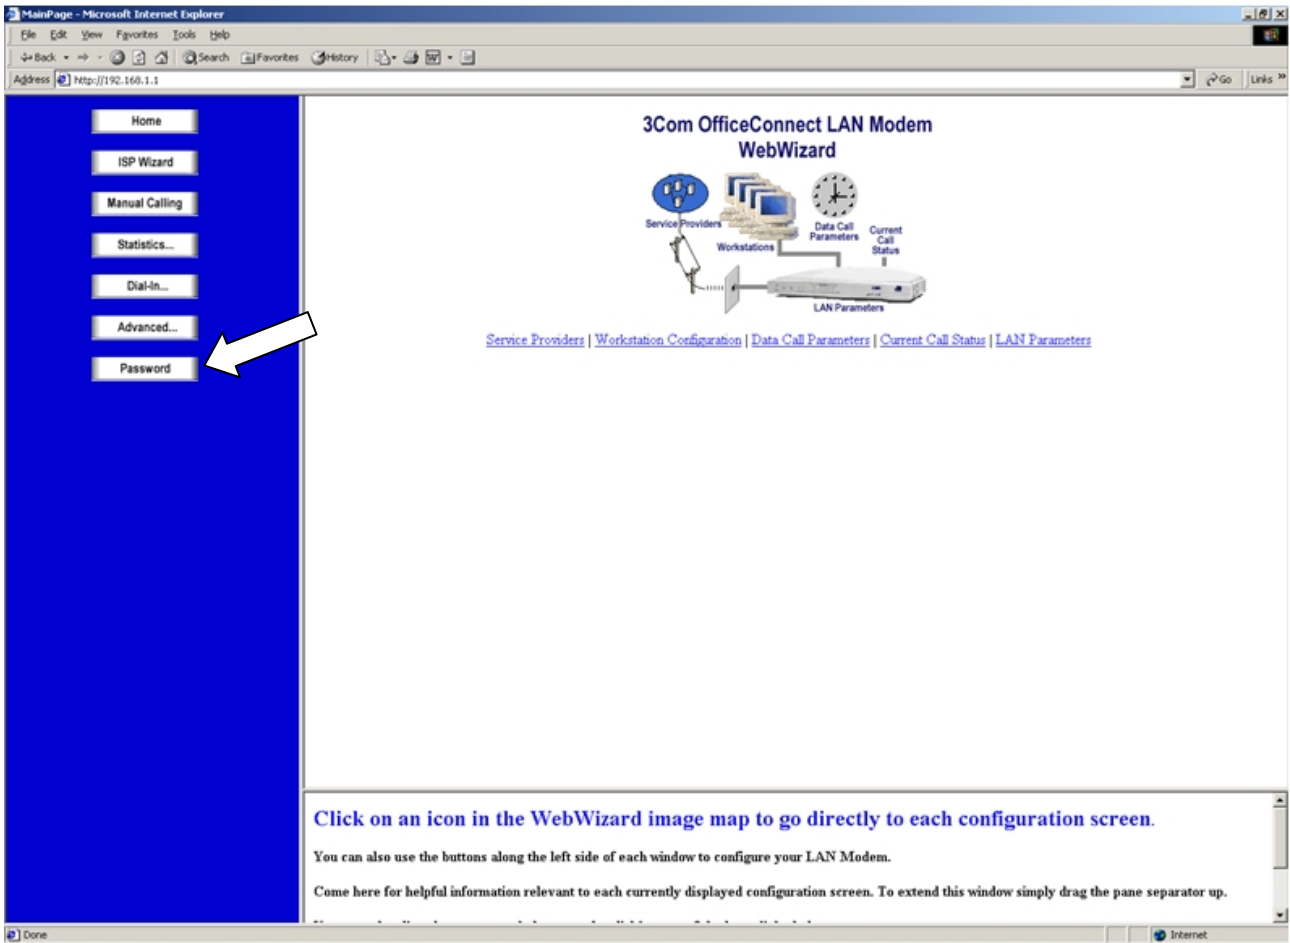 MainPage - Microsoft Internet Explorer
File Edit View Favorites Tools Help
Back Search Favorites History
Address http://192.168.1.1 Go Links »
Home
ISP Wizard
Manual Calling
Statistics...
Dial-In...
Advanced...
Password
3Com OfficeConnect LAN Modem
WebWizard
Service Providers
Workstations
Data Call
Parameters
Current
Call
Status
LAN Parameters
Service Providers | Workstation Configuration | Data Call Parameters | Current Call Status | LAN Parameters
Click on an icon in the WebWizard image map to go directly to each configuration screen.
You can also use the buttons along the left side of each window to configure your LAN Modem.
Come here for helpful information relevant to each currently displayed configuration screen. To extend this window simply drag the pane separator up.
Done Internet